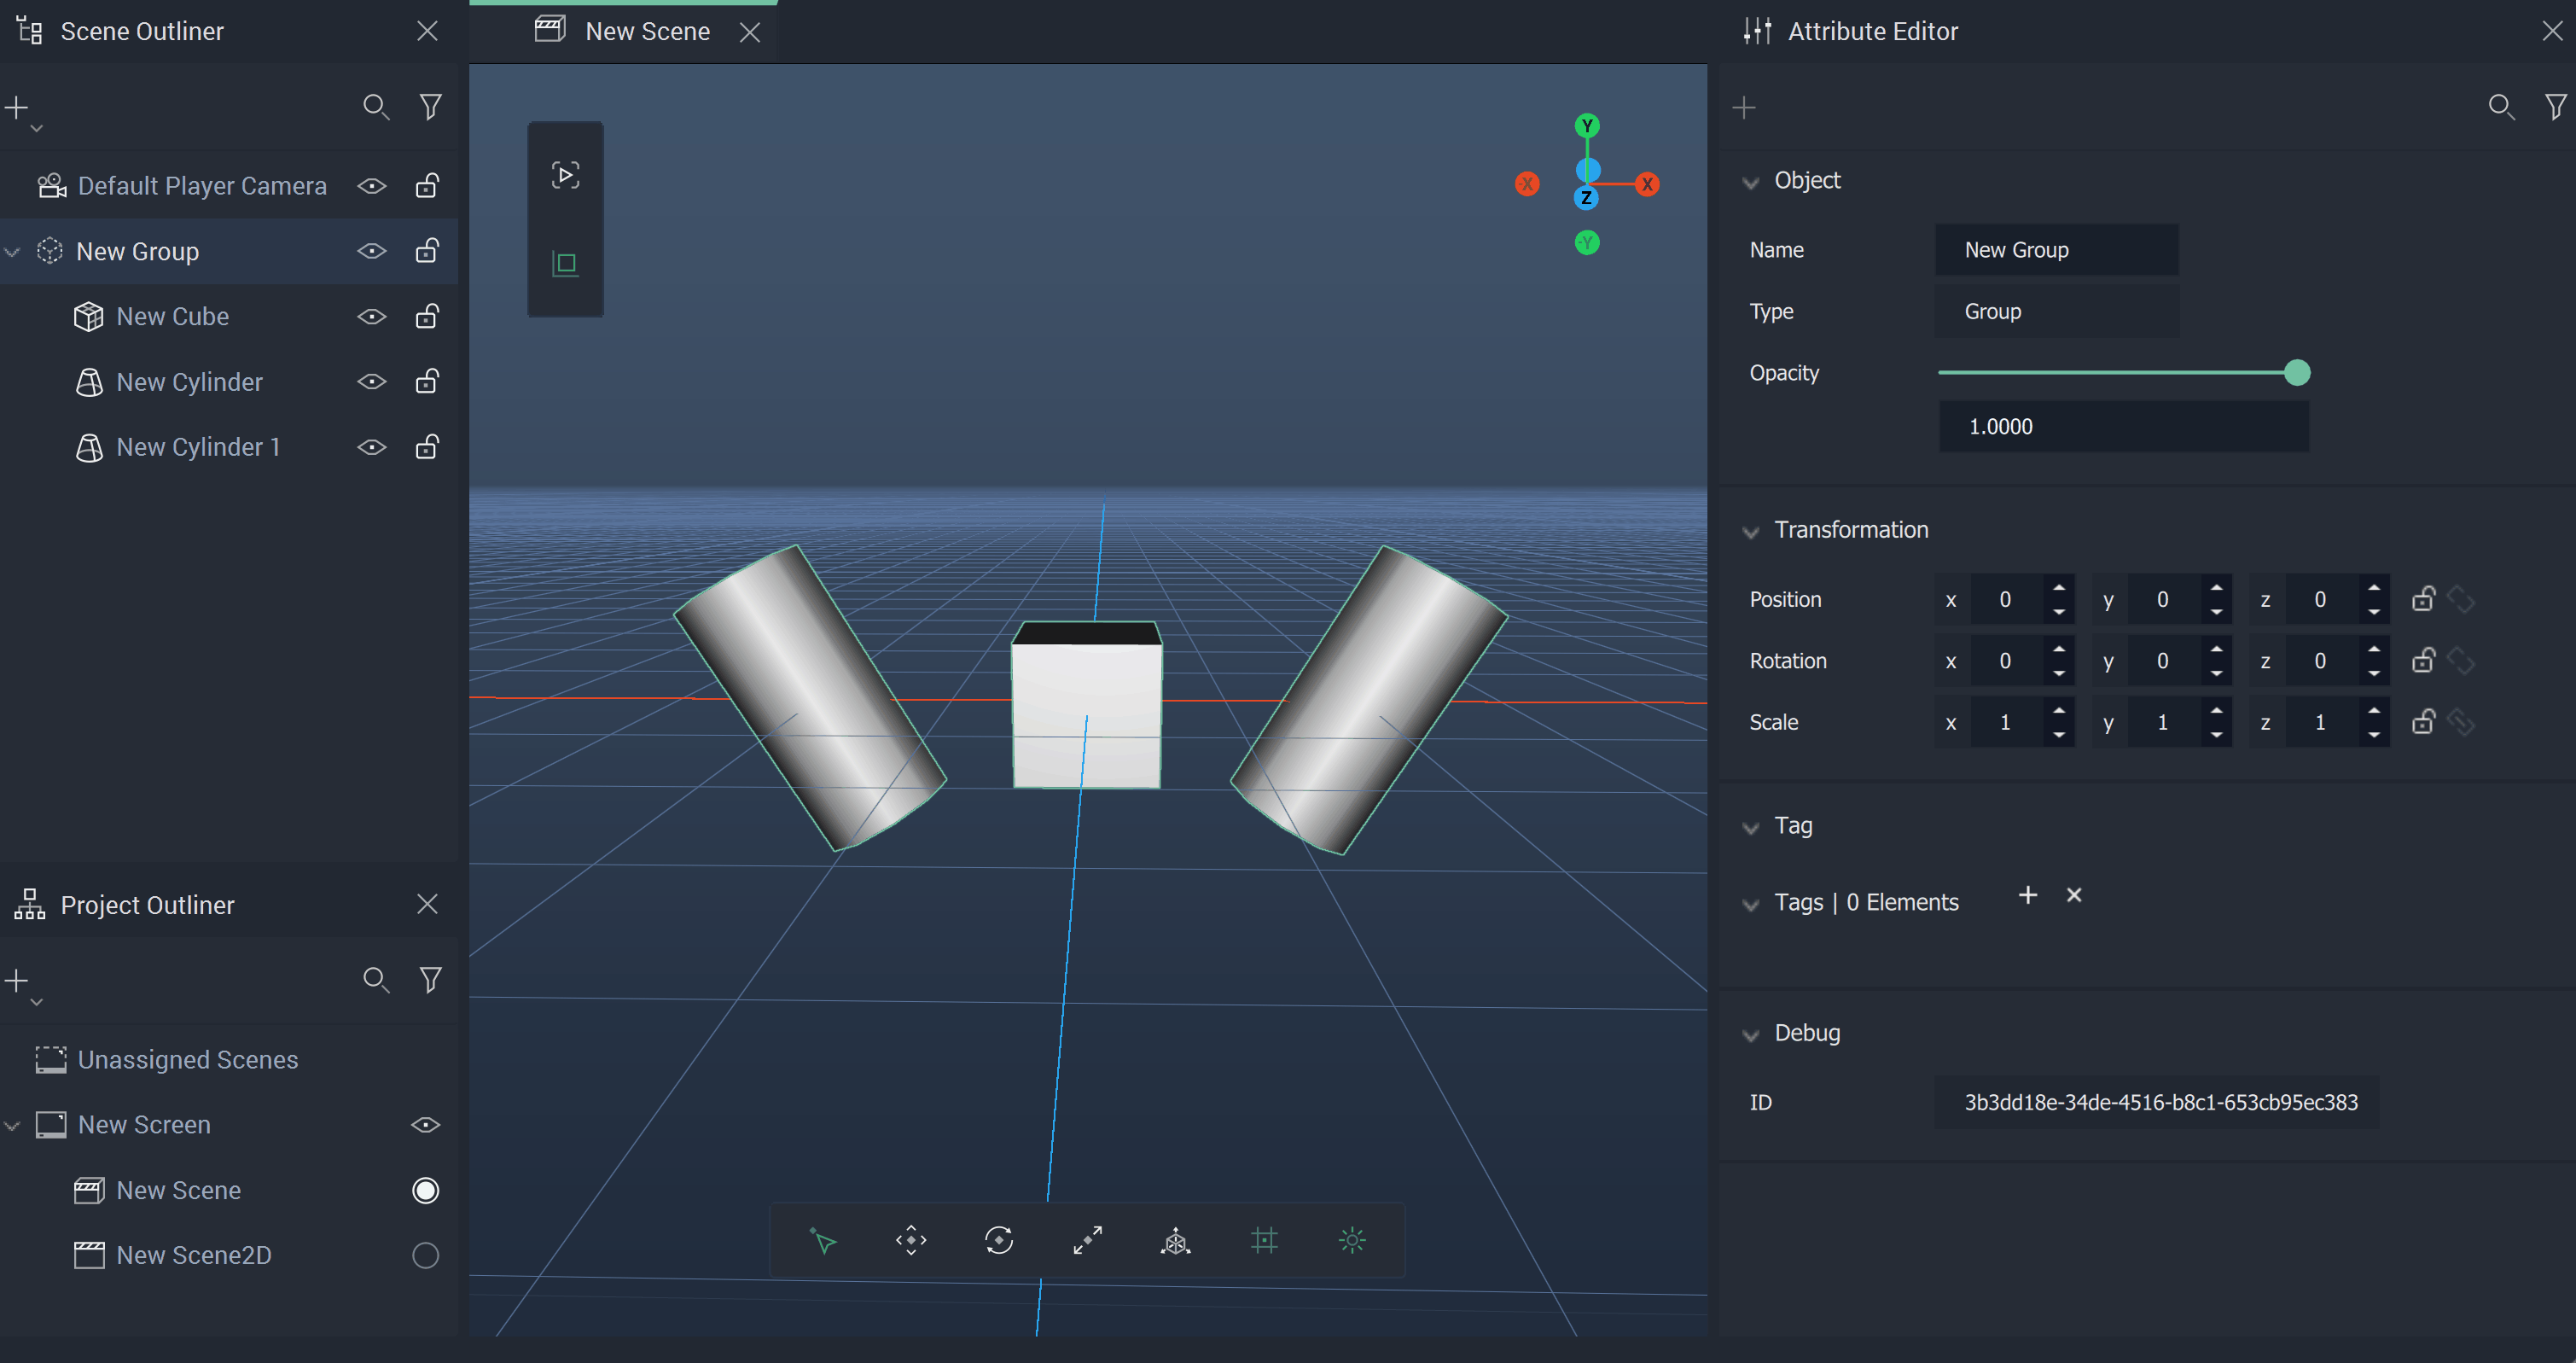 Scene Outliner
Default Player Camera
New Group
New Cube
New Cylinder
New Cylinder 1
Project Outliner
Unassigned Scenes
New Screen
New Scene
New Scene2D
New Scene
Y
-X
X
Z
-Y
Attribute Editor
Object
Name New Group
Type Group
Opacity
1.0000
Transformation
Position x 0 y 0 z 0
Rotation x 0 y 0 z 0
Scale x 1 y 1 z 1
Tag
Tags | 0 Elements
Debug
ID 3b3dd18e-34de-4516-b8c1-653cb95ec383